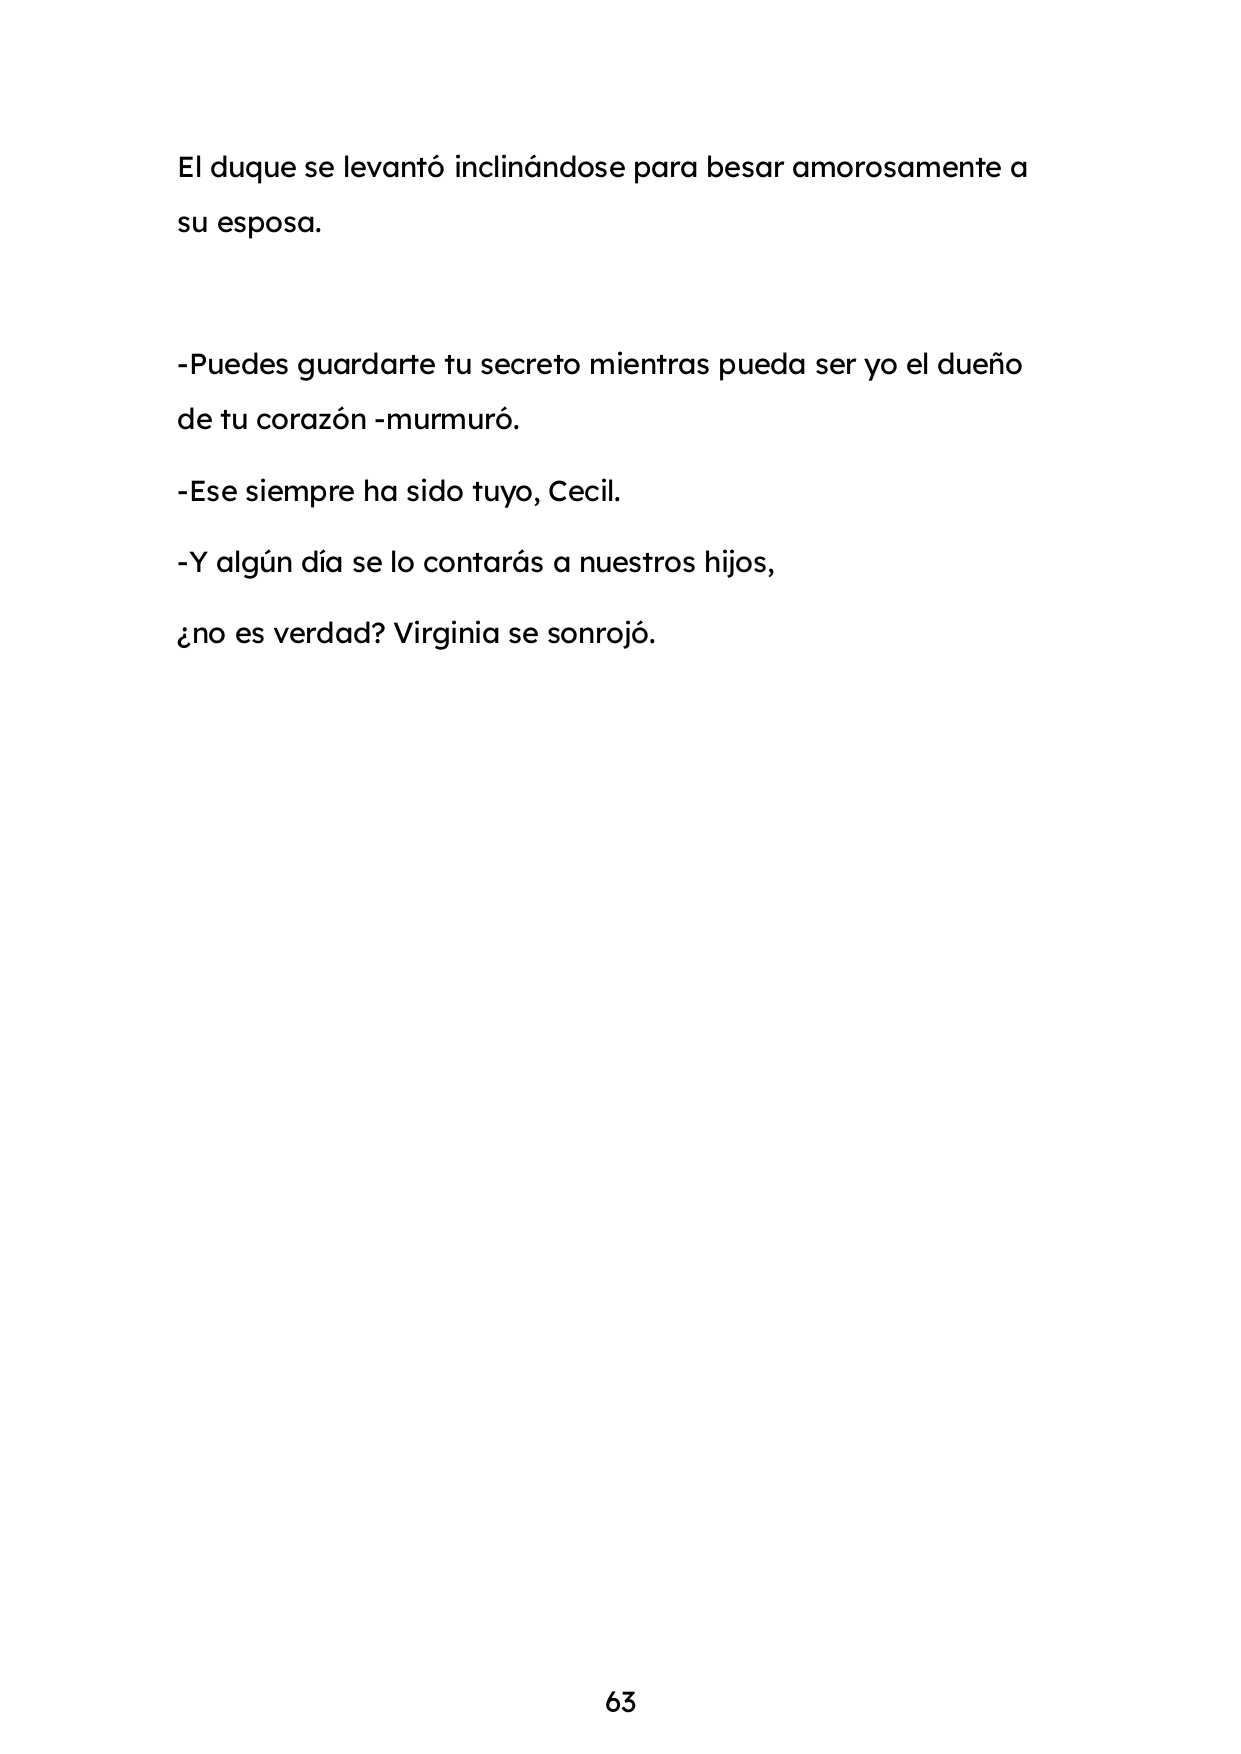 El duque se levantó inclinándose para besar amorosamente a
su esposa.
-Puedes guardarte tu secreto mientras pueda ser yo el dueño
de tu corazón -murmuró.
-Ese siempre ha sido tuyo, Cecil.
-Y algún día se lo contarás a nuestros hijos,
¿no es verdad? Virginia se sonrojó.
63